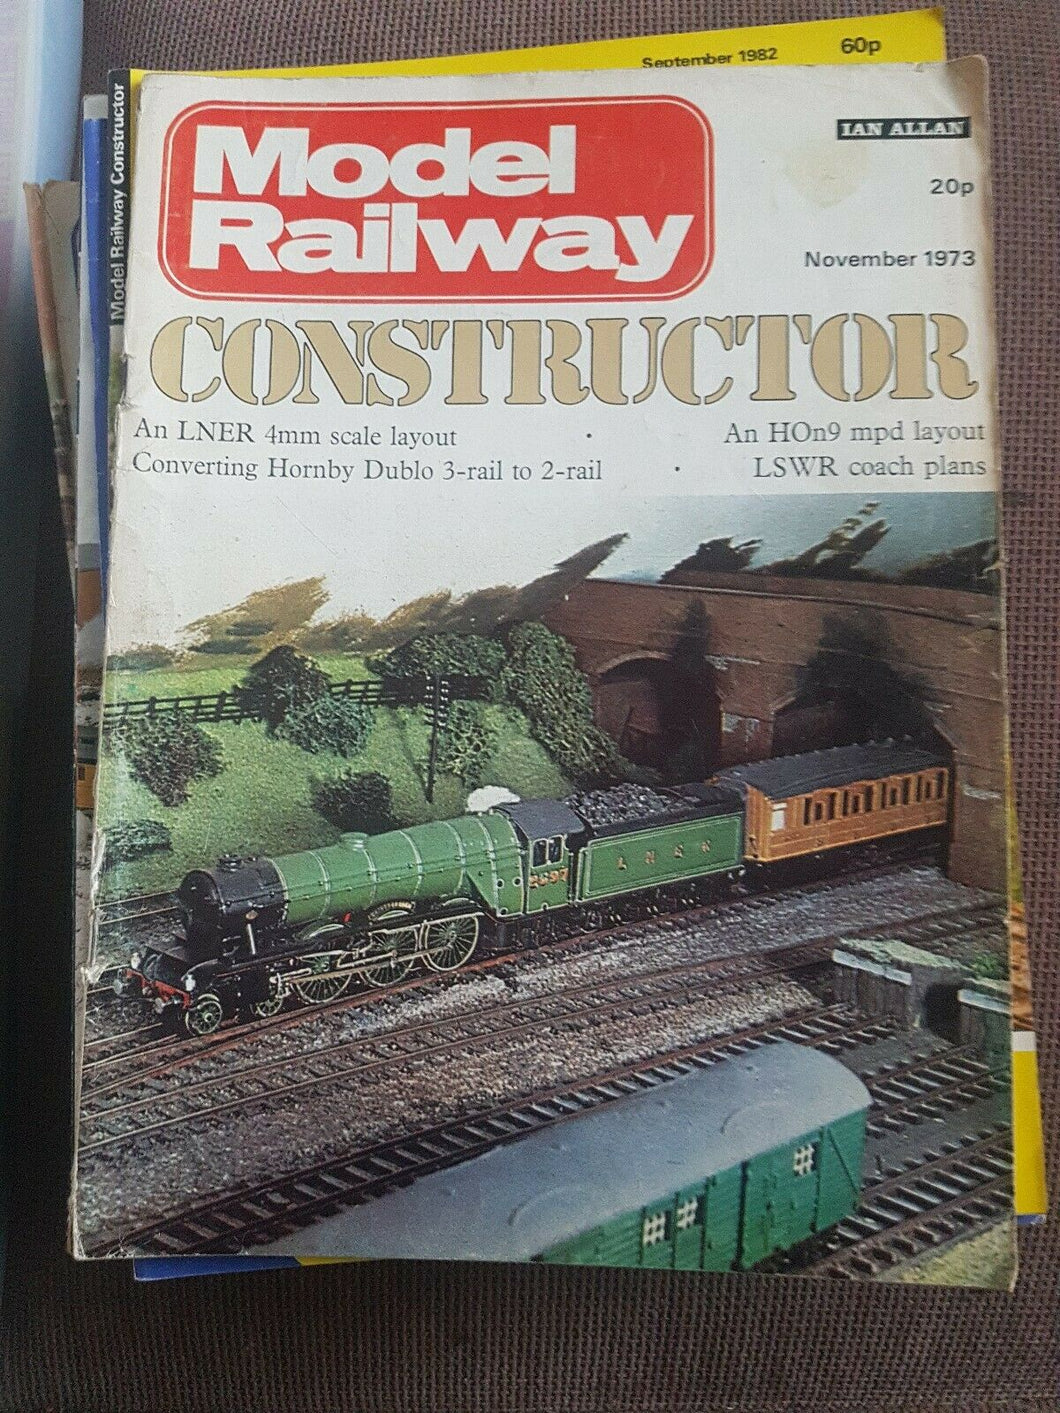 September 1982 60p
Model Railway Constructor
Model
Railway
IAN ALLAN
20p
November 1973
CONSTRUCTOR
An LNER 4mm scale layout · An HOn9 mpd layout
Converting Hornby Dublo 3-rail to 2-rail · LSWR coach plans
L N E R